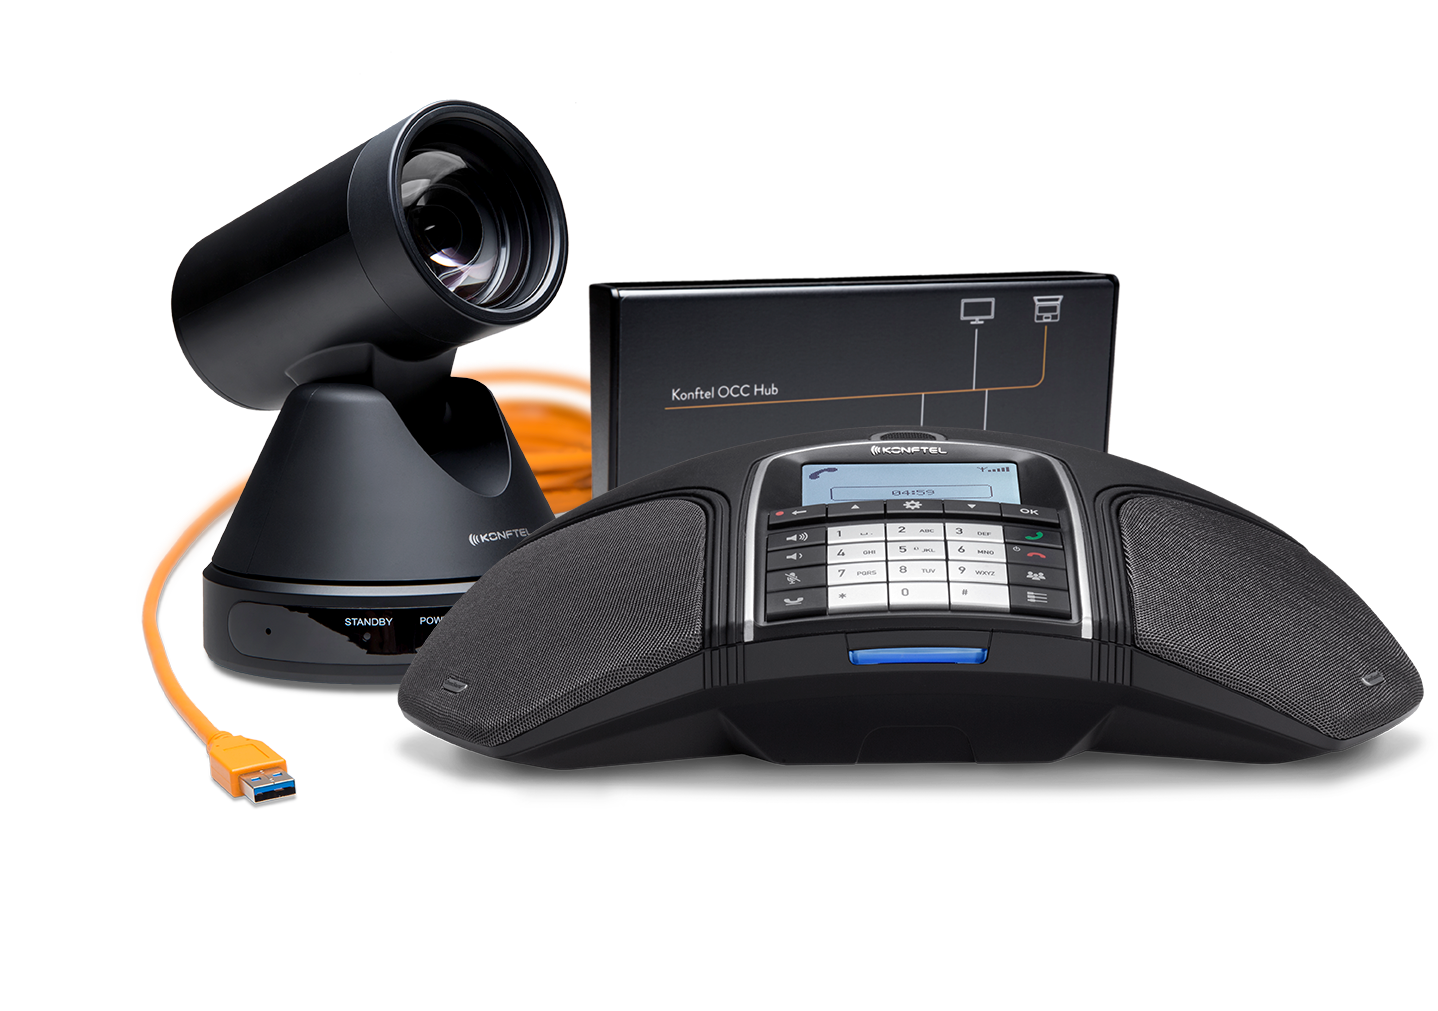 Konftel OCC Hub
KONFTEL
04:59
OK
1 2 ABC 3 DEF
4 GHI 5 JKL 6 MNO
7 PQRS 8 TUV 9 WXYZ
* 0 #
KONFTEL
STANDBY POW